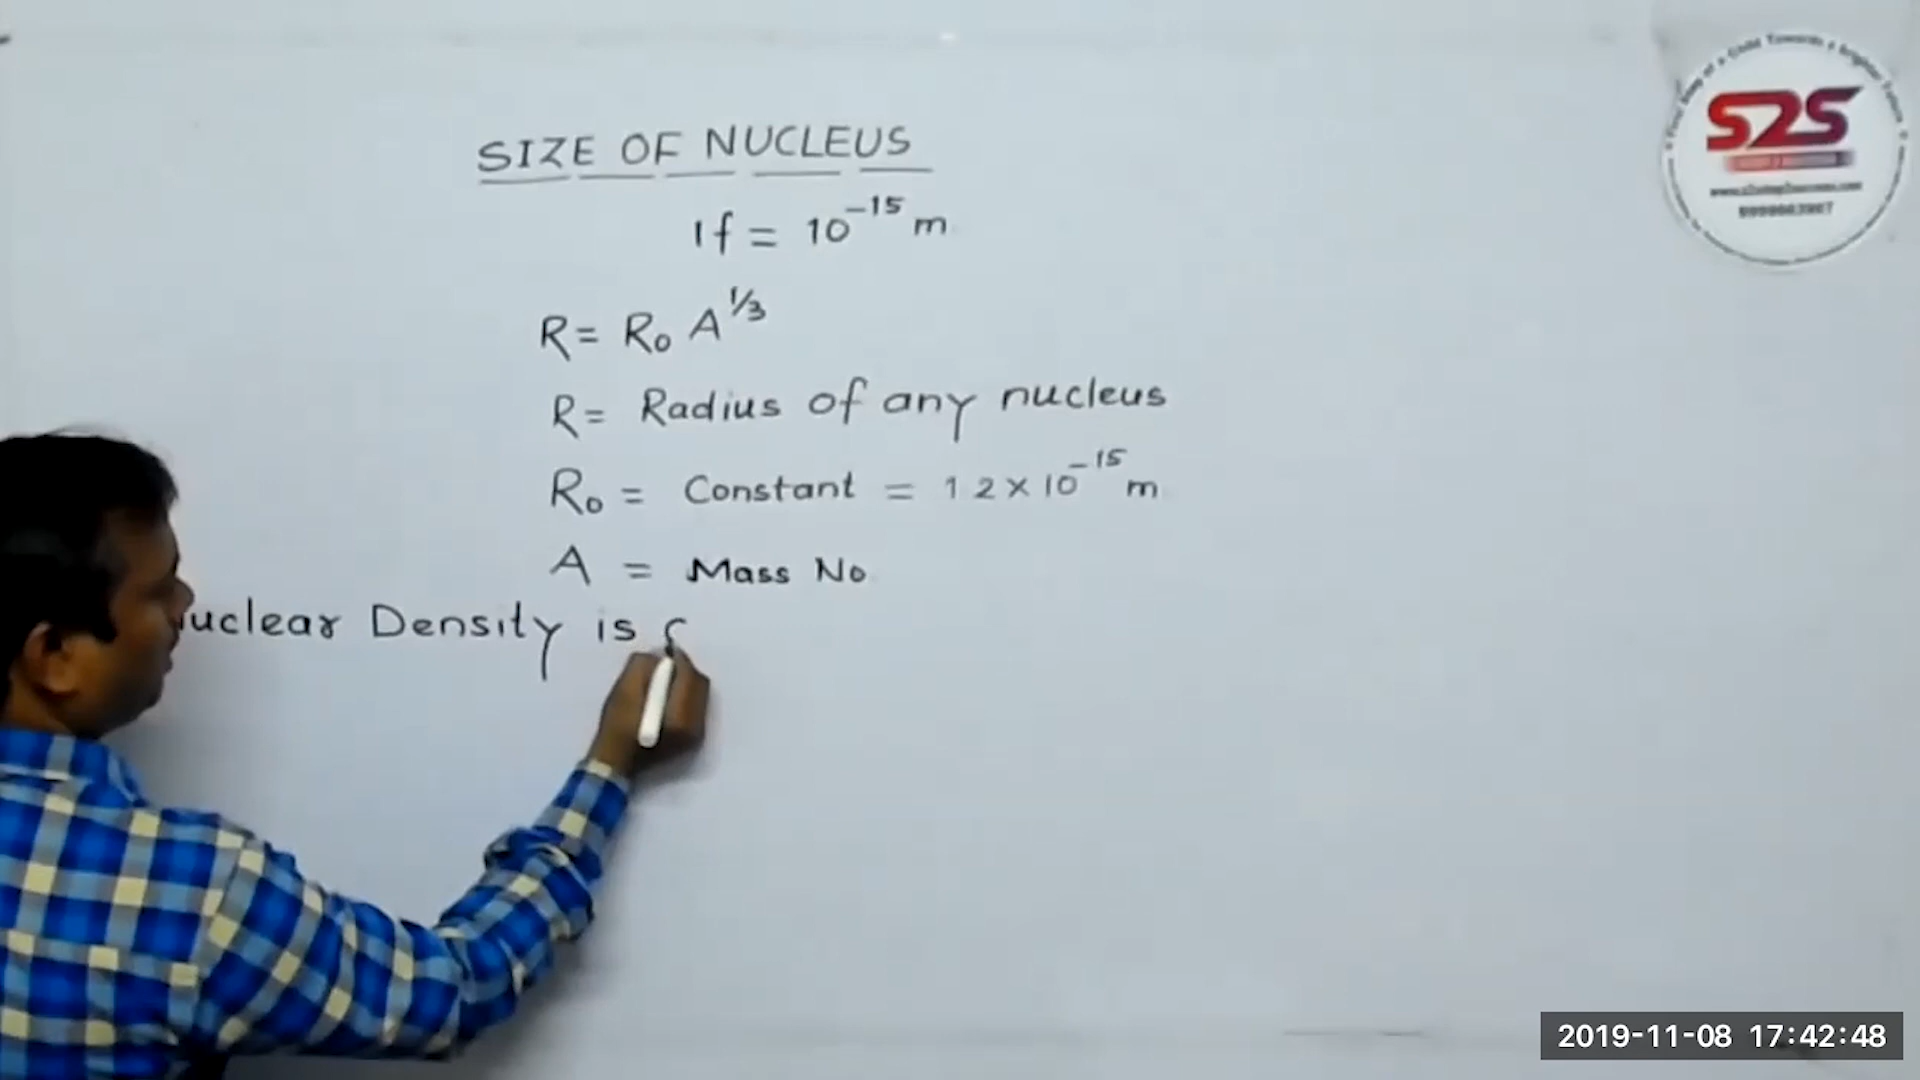 SIZE OF NUCLEUS
1f = 10⁻¹⁵ m
R = R₀ A^⅓
R = Radius of any nucleus
R₀ = Constant = 1 2 × 10⁻¹⁵ m
A = Mass No
uclear Density is
S2S
2019-11-08 17:42:48